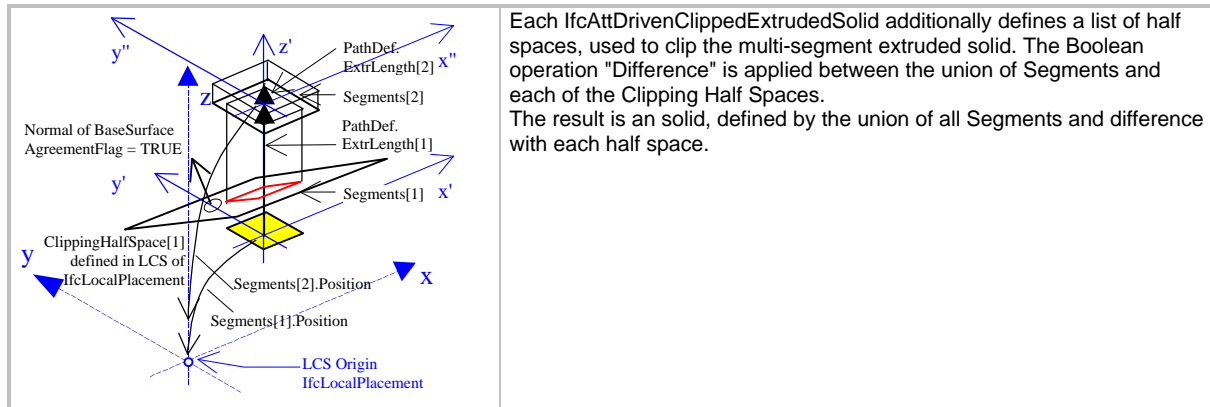 z'
y"
x"
PathDef.
ExtrLength[2]
z
Segments[2]
Normal of BaseSurface
AgreementFlag = TRUE
PathDef.
ExtrLength[1]
y'
Segments[1]
x'
ClippingHalfSpace[1]
defined in LCS of
IfcLocalPlacement
y
x
Segments[2].Position
Segments[1].Position
LCS Origin
IfcLocalPlacement
Each IfcAttDrivenClippedExtrudedSolid additionally defines a list of half
spaces, used to clip the multi-segment extruded solid. The Boolean
operation "Difference" is applied between the union of Segments and
each of the Clipping Half Spaces.
The result is an solid, defined by the union of all Segments and difference
with each half space.